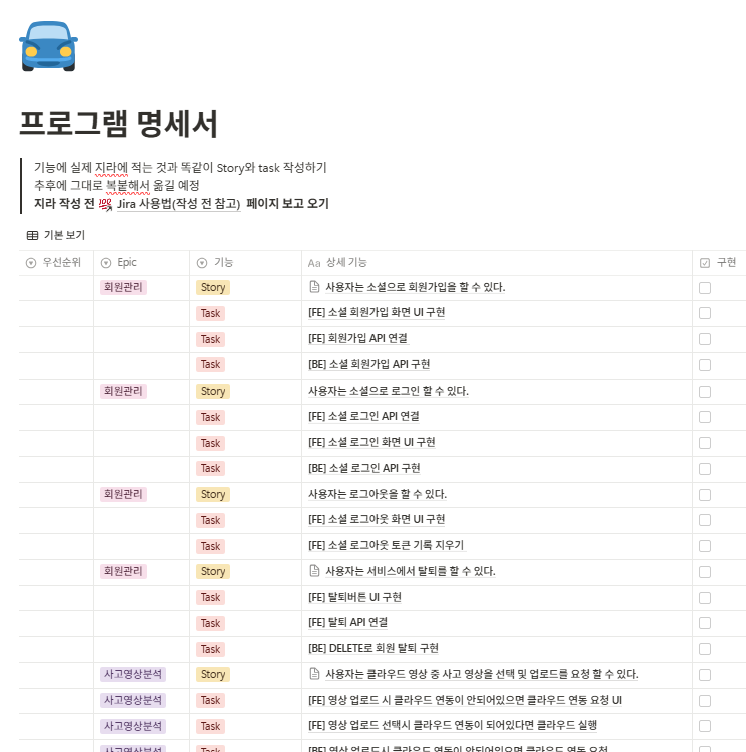 프로그램 명세서
기능에 실제 지라에 적는 것과 똑같이 Story와 task 작성하기
추후에 그대로 복붙해서 옮길 예정
지라 작성 전 Jira 사용법(작성 전 참고) 페이지 보고 오기
기본 보기
우선순위 Epic 기능 Aa 상세 기능 구현
회원관리 Story 사용자는 소셜으로 회원가입을 할 수 있다.
Task [FE] 소셜 회원가입 화면 UI 구현
Task [FE] 회원가입 API 연결
Task [BE] 소셜 회원가입 API 구현
회원관리 Story 사용자는 소셜으로 로그인 할 수 있다.
Task [FE] 소셜 로그인 API 연결
Task [FE] 소셜 로그인 화면 UI 구현
Task [BE] 소셜 로그인 API 구현
회원관리 Story 사용자는 로그아웃을 할 수 있다.
Task [FE] 소셜 로그아웃 화면 UI 구현
Task [FE] 소셜 로그아웃 토큰 기록 지우기
회원관리 Story 사용자는 서비스에서 탈퇴를 할 수 있다.
Task [FE] 탈퇴버튼 UI 구현
Task [FE] 탈퇴 API 연결
Task [BE] DELETE로 회원 탈퇴 구현
사고영상분석 Story 사용자는 클라우드 영상 중 사고 영상을 선택 및 업로드를 요청 할 수 있다.
사고영상분석 Task [FE] 영상 업로드 시 클라우드 연동이 안되어있으면 클라우드 연동 요청 UI
사고영상분석 Task [FE] 영상 업로드 선택시 클라우드 연동이 되어있다면 클라우드 실행
사고영상분석 Task [BE] 영상 업로드시 클라우드 연동이 안되어있으면 클라우드 연동 요청